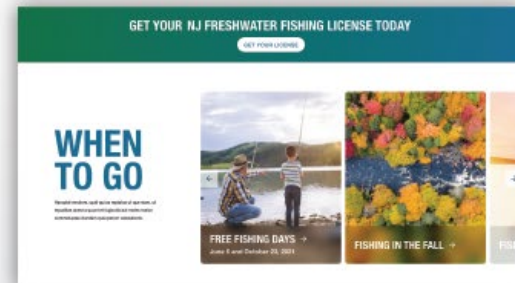 GET YOUR NJ FRESHWATER FISHING LICENSE TODAY
GET YOUR LICENSE
WHEN
TO GO
FREE FISHING DAYS →
June 5 and October 23, 2021
FISHING IN THE FALL →